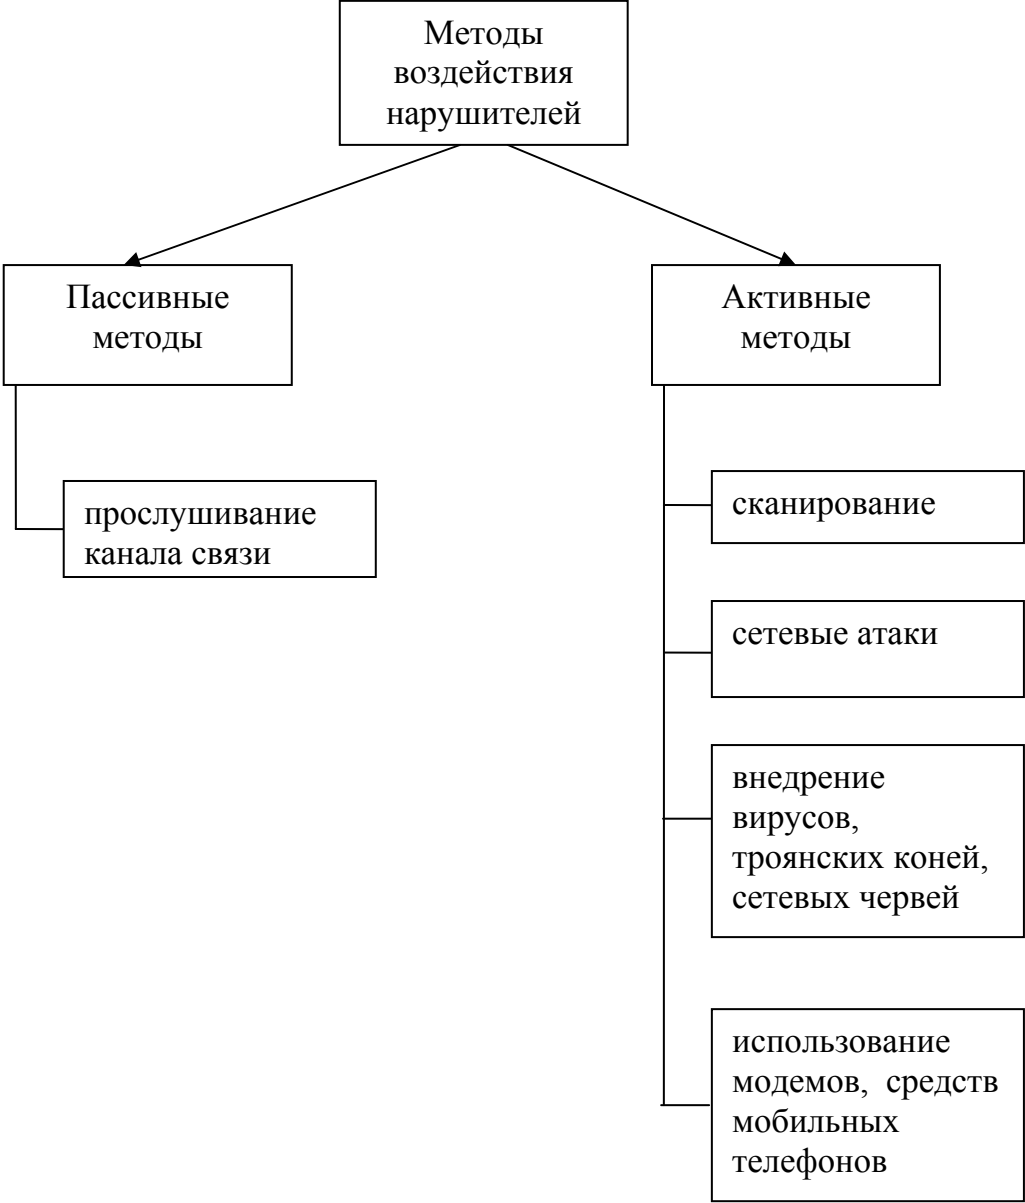 Методы
воздействия
нарушителей
Пассивные
методы
Активные
методы
прослушивание
канала связи
сканирование
сетевые атаки
внедрение
вирусов,
троянских коней,
сетевых червей
использование
модемов,  средств
мобильных
телефонов